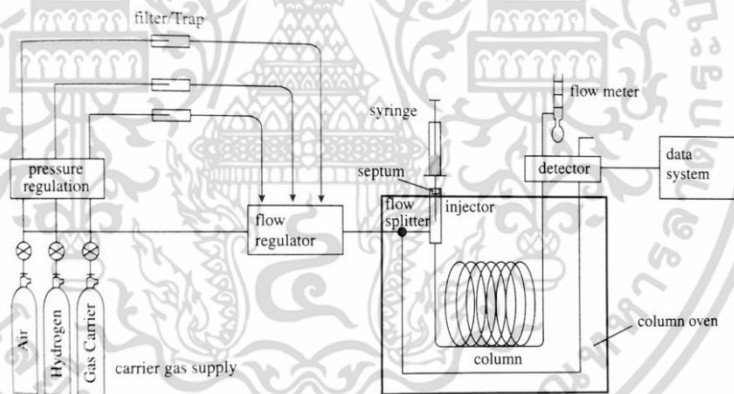 filter/Trap
syringe
flow meter
pressure
regulation
septum
detector
data
system
flow
regulator
flow
splitter
injector
Air
Hydrogen
Gas Carrier
carrier gas supply
column
column oven